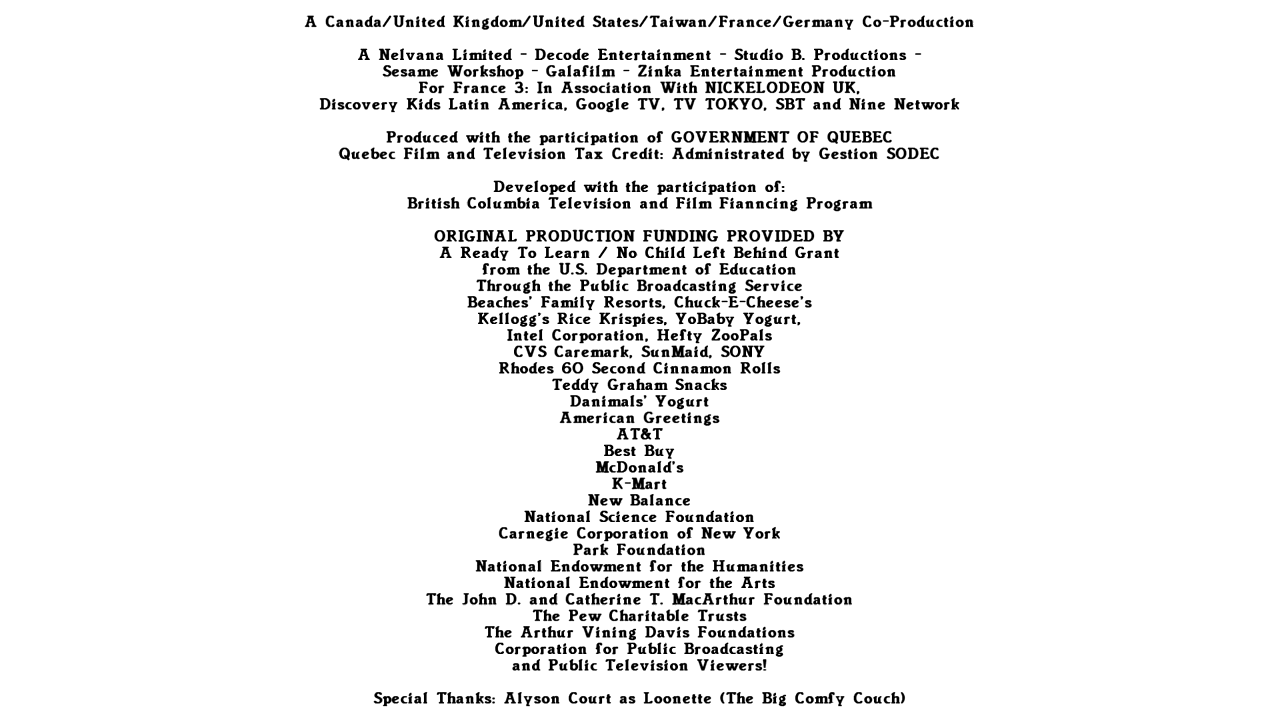 A Canada/United Kingdom/United States/Taiwan/France/Germany Co-Production
A Nelvana Limited - Decode Entertainment - Studio B. Productions -
Sesame Workshop - Galafilm - Zinka Entertainment Production
For France 3: In Association With NICKELODEON UK,
Discovery Kids Latin America, Google TV, TV TOKYO, SBT and Nine Network
Produced with the participation of GOVERNMENT OF QUEBEC
Quebec Film and Television Tax Credit: Administrated by Gestion SODEC
Developed with the participation of:
British Columbia Television and Film Fianncing Program
ORIGINAL PRODUCTION FUNDING PROVIDED BY
A Ready To Learn / No Child Left Behind Grant
from the U.S. Department of Education
Through the Public Broadcasting Service
Beaches' Family Resorts, Chuck-E-Cheese's
Kellogg's Rice Krispies, YoBaby Yogurt,
Intel Corporation, Hefty ZooPals
CVS Caremark, SunMaid, SONY
Rhodes 60 Second Cinnamon Rolls
Teddy Graham Snacks
Danimals' Yogurt
American Greetings
AT&T
Best Buy
McDonald's
K-Mart
New Balance
National Science Foundation
Carnegie Corporation of New York
Park Foundation
National Endowment for the Humanities
National Endowment for the Arts
The John D. and Catherine T. MacArthur Foundation
The Pew Charitable Trusts
The Arthur Vining Davis Foundations
Corporation for Public Broadcasting
and Public Television Viewers!
Special Thanks: Alyson Court as Loonette (The Big Comfy Couch)